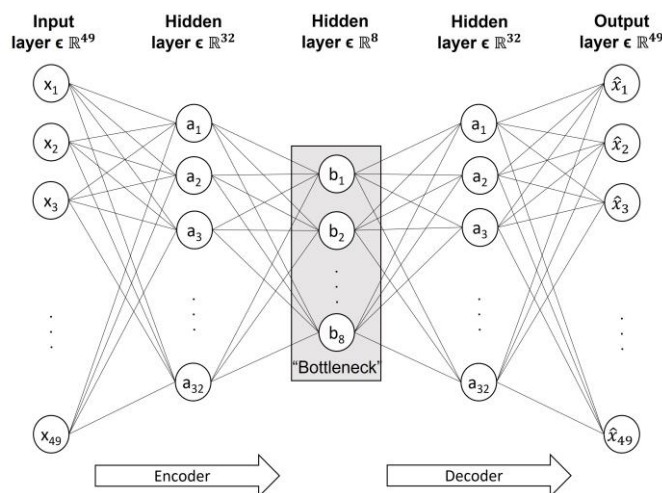 Input
layer ϵ ℝ⁴⁹
Hidden
layer ϵ ℝ³²
Hidden
layer ϵ ℝ⁸
Hidden
layer ϵ ℝ³²
Output
layer ϵ ℝ⁴⁹
x₁
x₂
x₃
.
.
.
x₄₉
a₁
a₂
a₃
.
.
.
a₃₂
b₁
b₂
.
.
.
b₈
"Bottleneck"
a₁
a₂
a₃
.
.
.
a₃₂
x̂₁
x̂₂
x̂₃
.
.
.
x̂₄₉
Encoder
Decoder